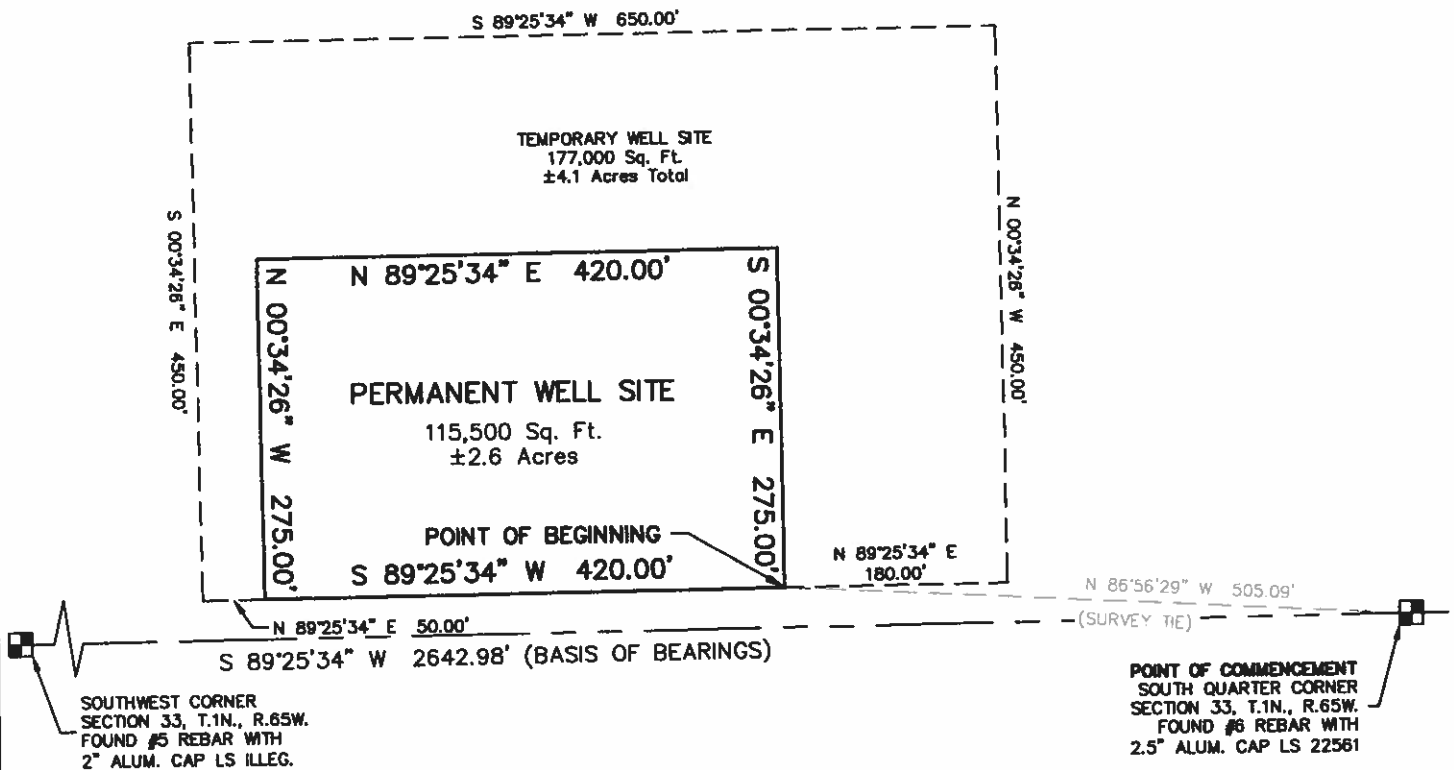 S 89°25'34" W 650.00'
TEMPORARY WELL SITE
177,000 Sq. Ft.
±4.1 Acres Total
S 00°34'26" E 450.00'
N 00°34'26" W 450.00'
N 89°25'34" E 420.00'
N 00°34'26" W 275.00'
S 00°34'26" E 275.00'
PERMANENT WELL SITE
115,500 Sq. Ft.
±2.6 Acres
POINT OF BEGINNING
S 89°25'34" W 420.00'
N 89°25'34" E
180.00'
N 86°56'29" W 505.09'
(SURVEY TIE)
N 89°25'34" E 50.00'
S 89°25'34" W 2642.98' (BASIS OF BEARINGS)
SOUTHWEST CORNER
SECTION 33, T.1N., R.65W.
FOUND #5 REBAR WITH
2" ALUM. CAP LS ILLEG.
POINT OF COMMENCEMENT
SOUTH QUARTER CORNER
SECTION 33, T.1N., R.65W.
FOUND #6 REBAR WITH
2.5" ALUM. CAP LS 22561